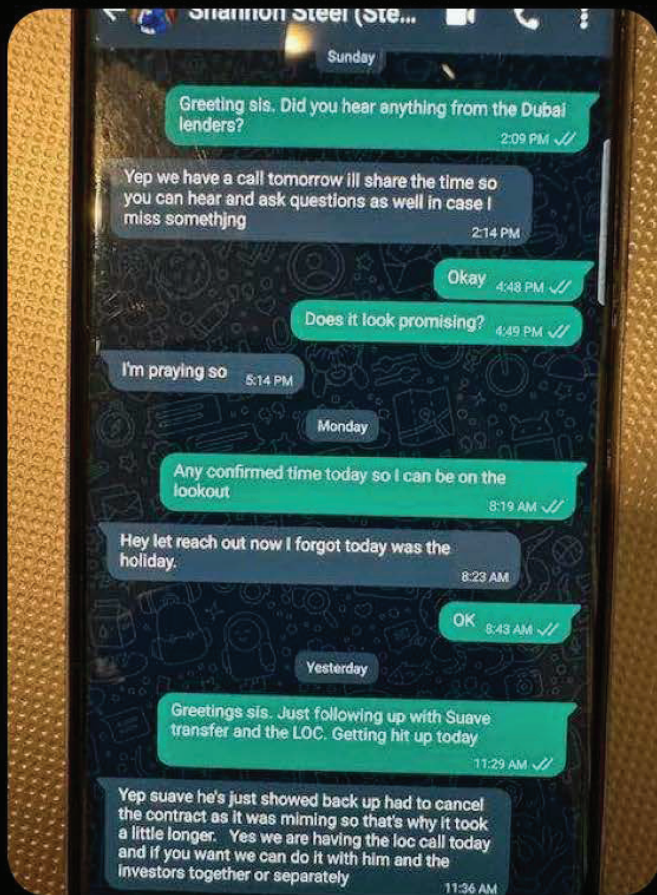 Shannon Steel (Ste...
Sunday
Greeting sis. Did you hear anything from the Dubai
lenders?
2:09 PM
Yep we have a call tomorrow ill share the time so
you can hear and ask questions as well in case I
miss somethjng
2:14 PM
Okay 4:48 PM
Does it look promising? 4:49 PM
I'm praying so 5:14 PM
Monday
Any confirmed time today so I can be on the
lookout
8:19 AM
Hey let reach out now I forgot today was the
holiday.
8:23 AM
OK 8:43 AM
Yesterday
Greetings sis. Just following up with Suave
transfer and the LOC. Getting hit up today
11:29 AM
Yep suave he's just showed back up had to cancel
the contract as it was miming so that's why it took
a little longer. Yes we are having the loc call today
and if you want we can do it with him and the
investors together or separately
11:36 AM